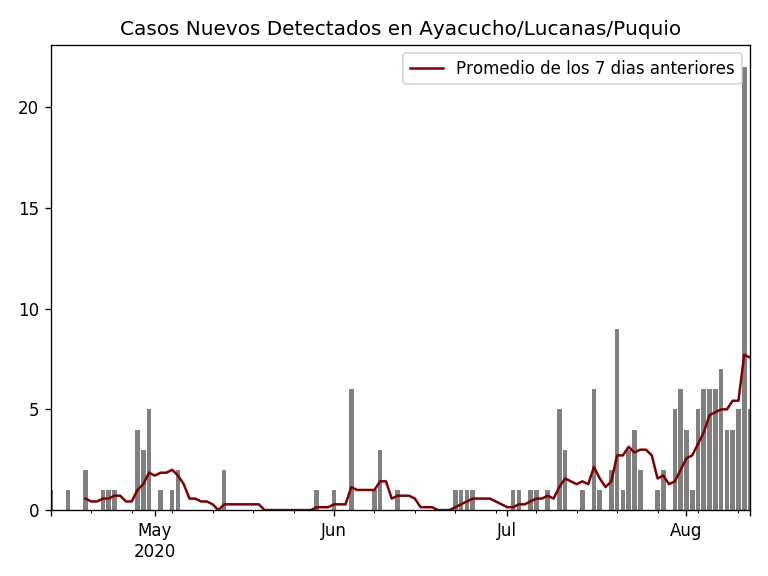 Casos Nuevos Detectados en Ayacucho/Lucanas/Puquio
Promedio de los 7 dias anteriores
20
15
10
5
0
May Jun Jul Aug
2020